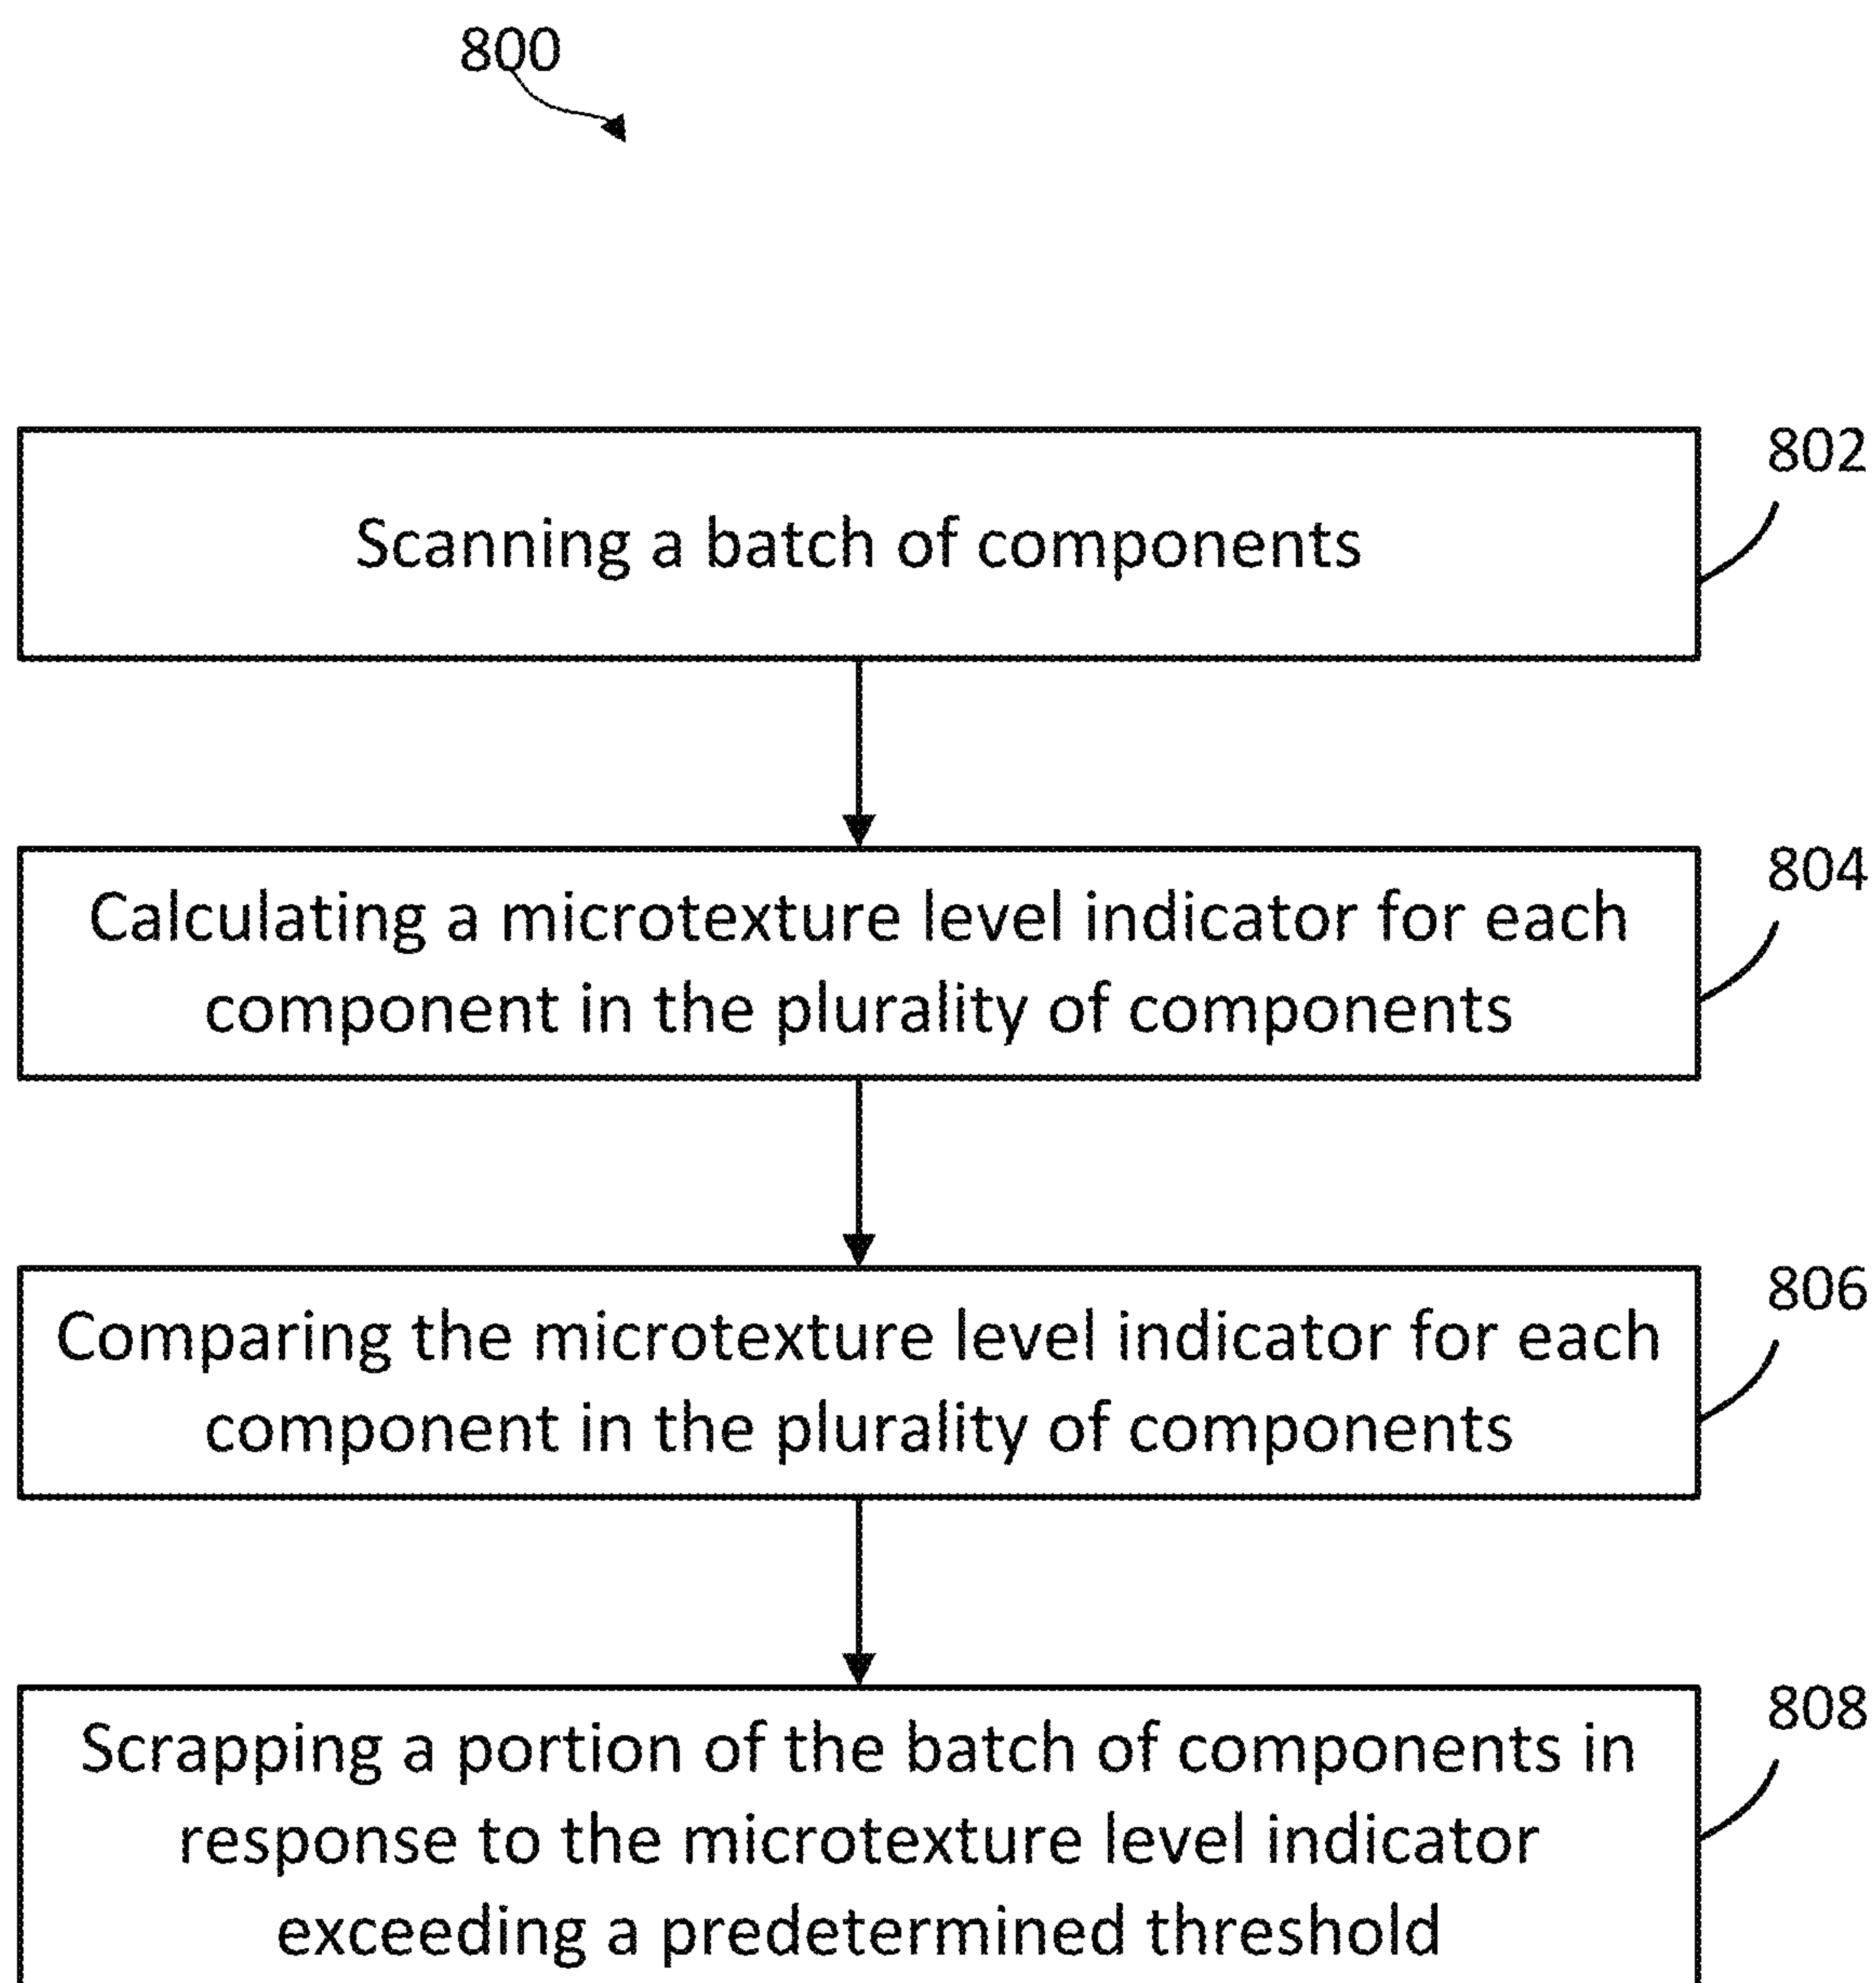 800
802
Scanning a batch of components
804
Calculating a microtexture level indicator for each
component in the plurality of components
806
Comparing the microtexture level indicator for each
component in the plurality of components
808
Scrapping a portion of the batch of components in
response to the microtexture level indicator
exceeding a predetermined threshold